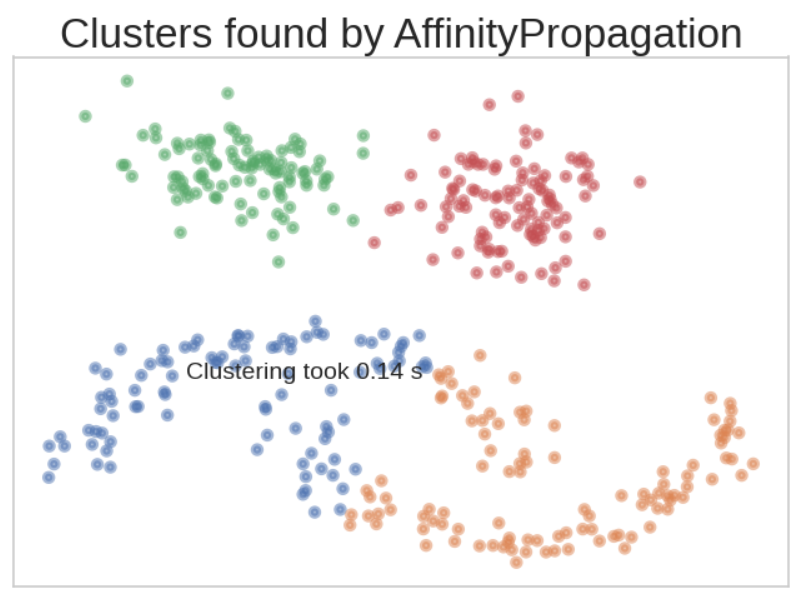 Clusters found by AffinityPropagation
Clustering took 0.14 s